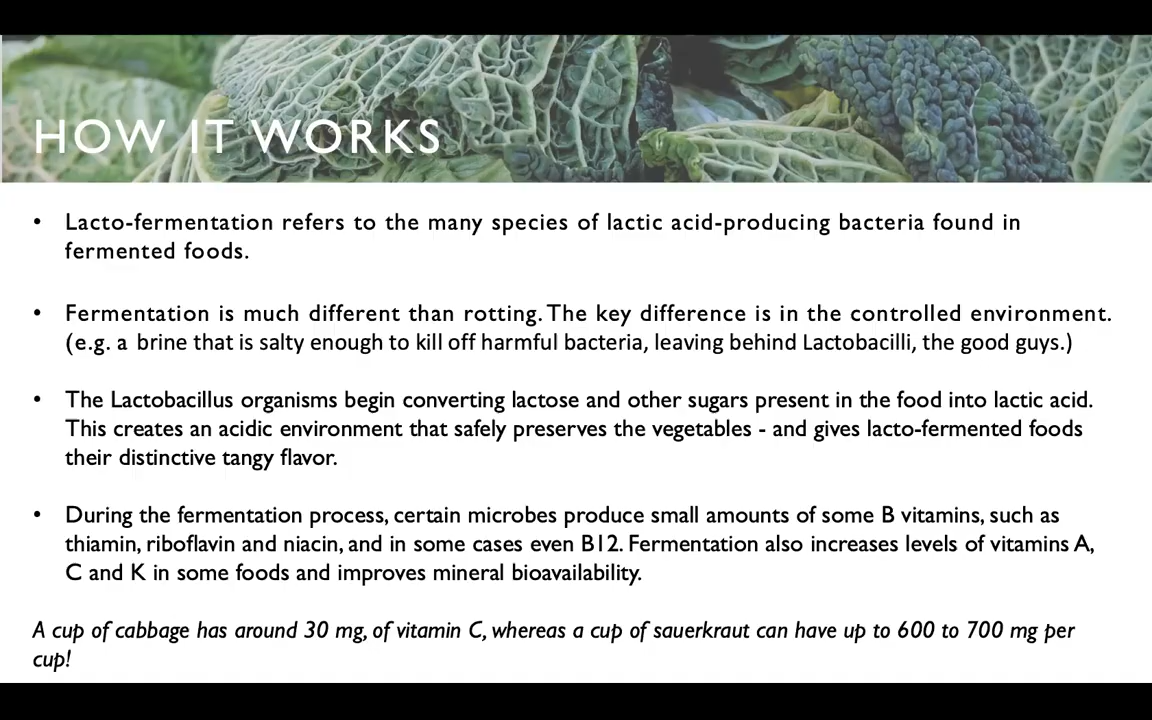 HOW IT WORKS
• Lacto-fermentation refers to the many species of lactic acid-producing bacteria found in
fermented foods.
• Fermentation is much different than rotting. The key difference is in the controlled environment.
(e.g. a brine that is salty enough to kill off harmful bacteria, leaving behind Lactobacilli, the good guys.)
• The Lactobacillus organisms begin converting lactose and other sugars present in the food into lactic acid.
This creates an acidic environment that safely preserves the vegetables - and gives lacto-fermented foods
their distinctive tangy flavor.
• During the fermentation process, certain microbes produce small amounts of some B vitamins, such as
thiamin, riboflavin and niacin, and in some cases even B12. Fermentation also increases levels of vitamins A,
C and K in some foods and improves mineral bioavailability.
A cup of cabbage has around 30 mg, of vitamin C, whereas a cup of sauerkraut can have up to 600 to 700 mg per
cup!